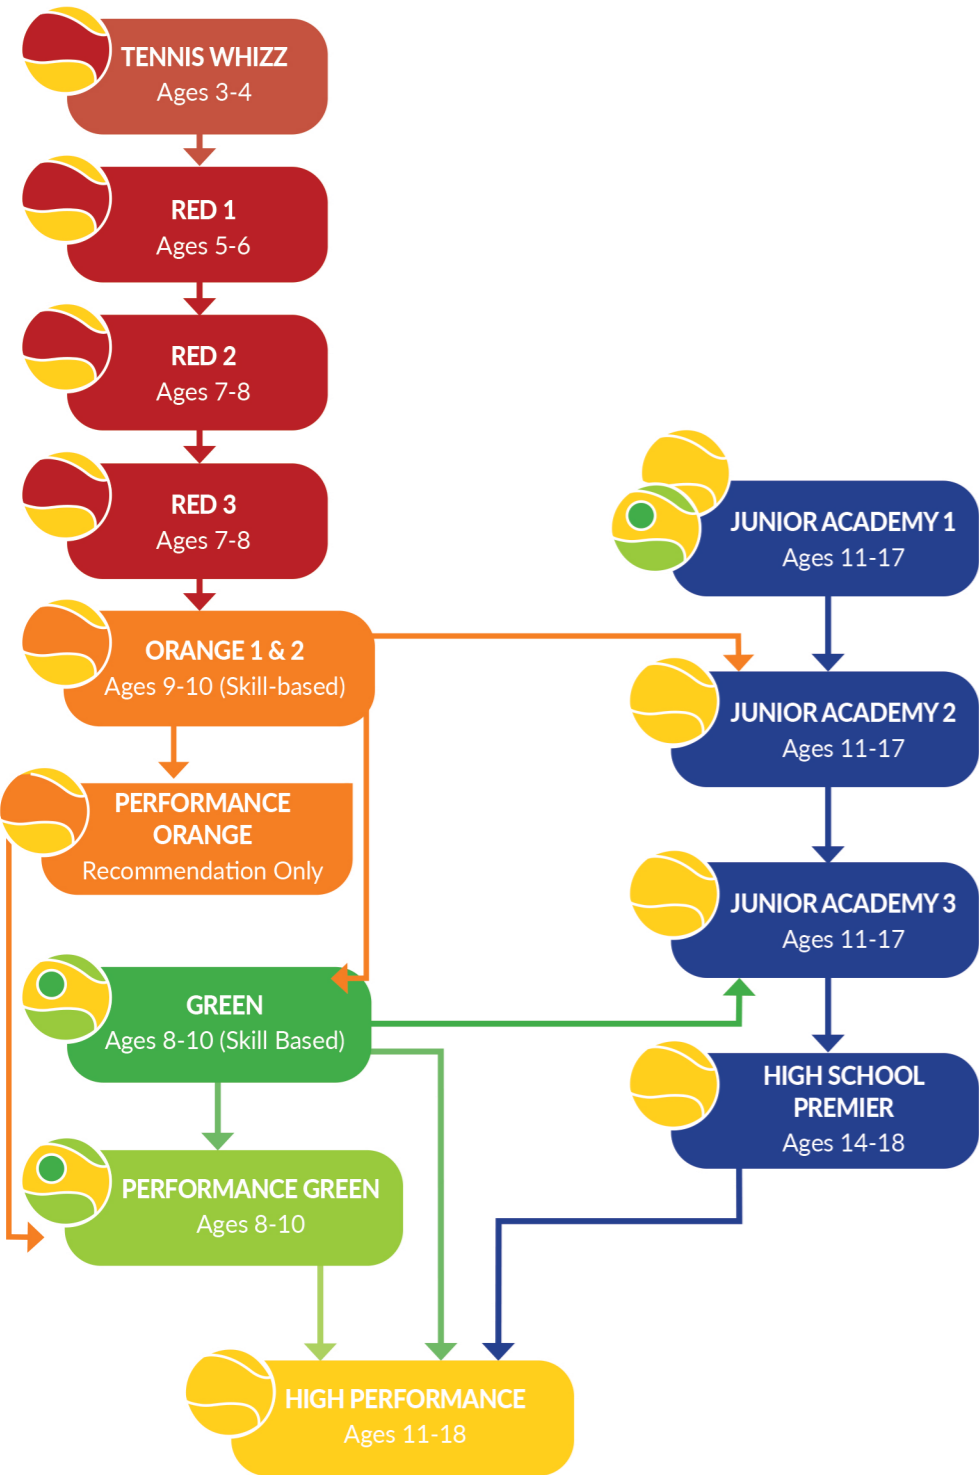 TENNIS WHIZZ
Ages 3-4
RED 1
Ages 5-6
RED 2
Ages 7-8
RED 3
Ages 7-8
ORANGE 1 & 2
Ages 9-10 (Skill-based)
PERFORMANCE
ORANGE
Recommendation Only
GREEN
Ages 8-10 (Skill Based)
PERFORMANCE GREEN
Ages 8-10
JUNIOR ACADEMY 1
Ages 11-17
JUNIOR ACADEMY 2
Ages 11-17
JUNIOR ACADEMY 3
Ages 11-17
HIGH SCHOOL
PREMIER
Ages 14-18
HIGH PERFORMANCE
Ages 11-18